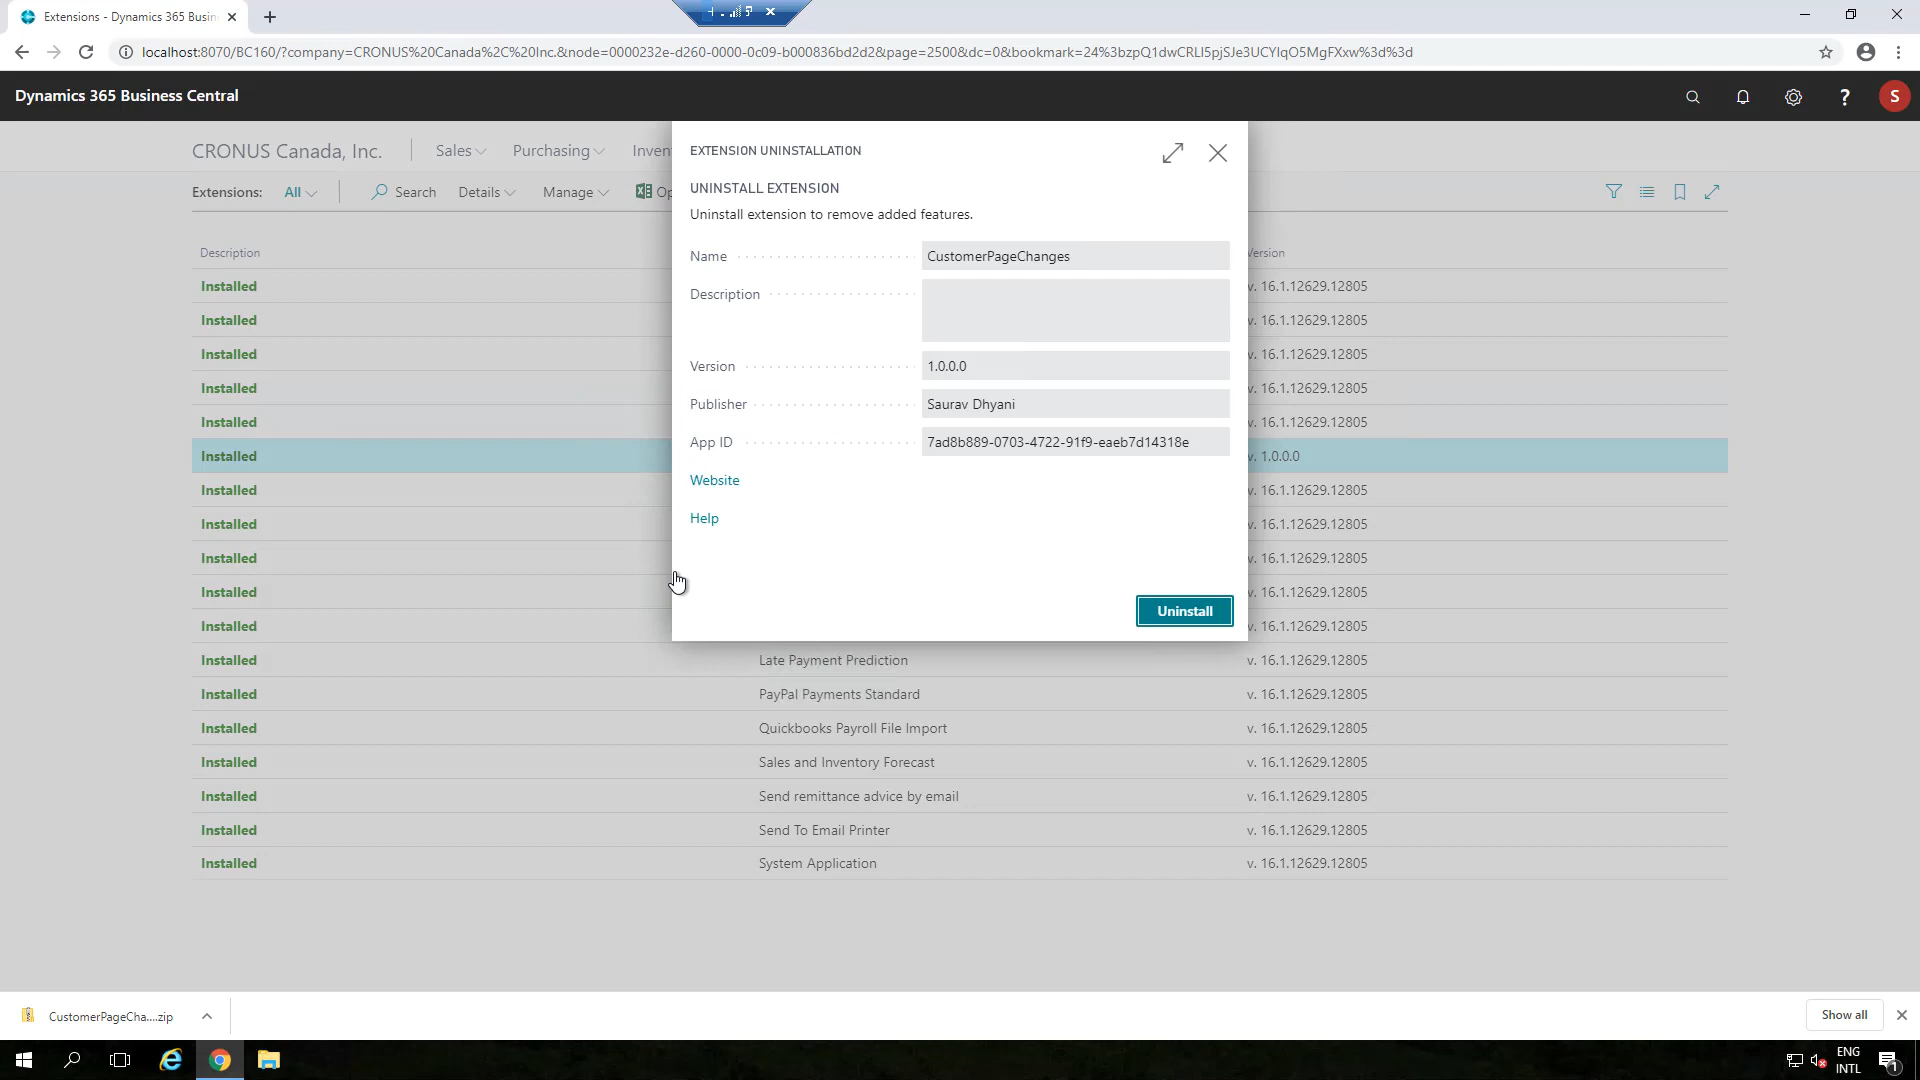 Extensions - Dynamics 365 Busin
localhost:8070/BC160/?company=CRONUS%20Canada%2C%20Inc.&node=0000232e-d260-0000-0c09-b000836bd2d2&page=2500&dc=0&bookmark=24%3bzpQ1dwCRLI5pjSJe3UCYIqO5MgFXxw%3d%3d
Dynamics 365 Business Central
?
S
CRONUS Canada, Inc.
Sales
Purchasing
Inven
Extensions:
All
Search
Details
Manage
Op
Description
Version
EXTENSION UNINSTALLATION
UNINSTALL EXTENSION
Uninstall extension to remove added features.
Name
CustomerPageChanges
Description
Version
1.0.0.0
Publisher
Saurav Dhyani
App ID
7ad8b889-0703-4722-91f9-eaeb7d14318e
Website
Help
Uninstall
Installed v. 16.1.12629.12805
Installed v. 16.1.12629.12805
Installed v. 16.1.12629.12805
Installed v. 16.1.12629.12805
Installed v. 16.1.12629.12805
Installed v. 1.0.0.0
Installed v. 16.1.12629.12805
Installed v. 16.1.12629.12805
Installed v. 16.1.12629.12805
Installed v. 16.1.12629.12805
Installed v. 16.1.12629.12805
Installed Late Payment Prediction v. 16.1.12629.12805
Installed PayPal Payments Standard v. 16.1.12629.12805
Installed Quickbooks Payroll File Import v. 16.1.12629.12805
Installed Sales and Inventory Forecast v. 16.1.12629.12805
Installed Send remittance advice by email v. 16.1.12629.12805
Installed Send To Email Printer v. 16.1.12629.12805
Installed System Application v. 16.1.12629.12805
CustomerPageCha....zip
Show all
ENG
INTL
1